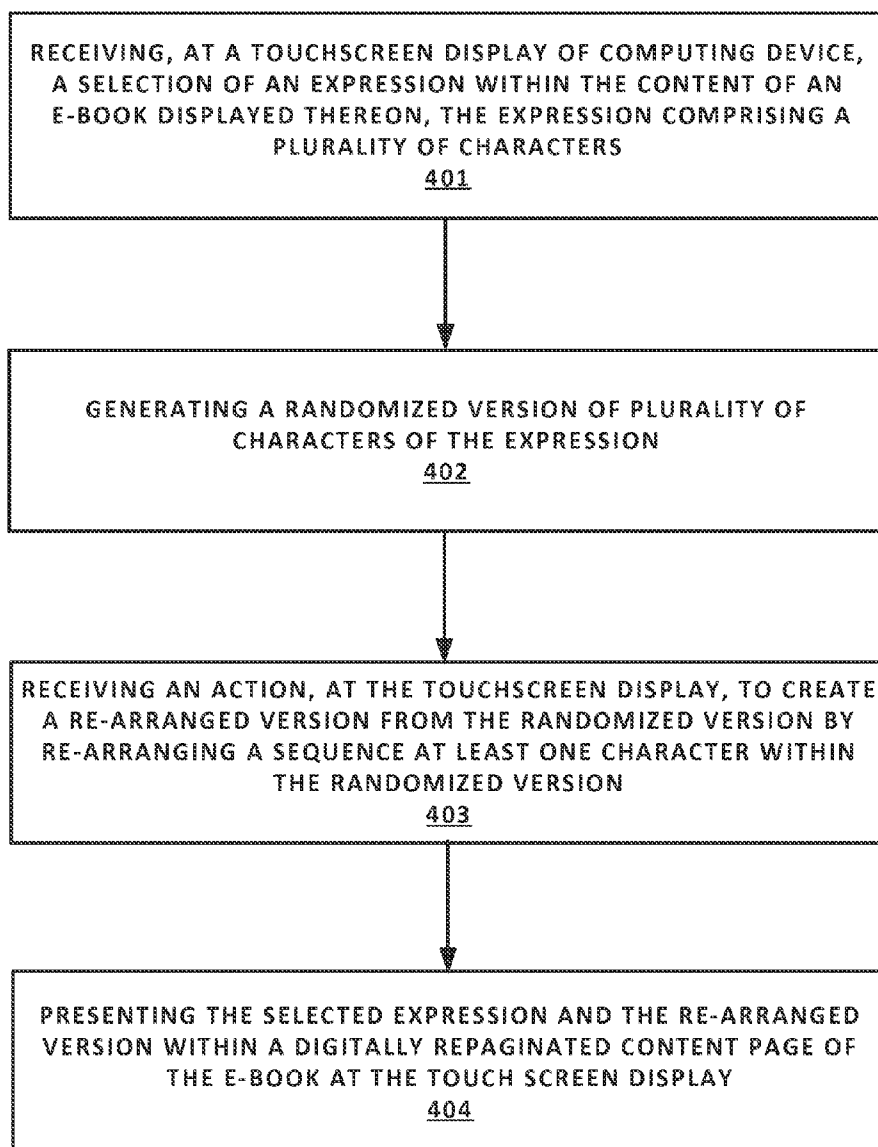 RECEIVING, AT A TOUCHSCREEN DISPLAY OF COMPUTING DEVICE,
A SELECTION OF AN EXPRESSION WITHIN THE CONTENT OF AN
E-BOOK DISPLAYED THEREON, THE EXPRESSION COMPRISING A
PLURALITY OF CHARACTERS
401
GENERATING A RANDOMIZED VERSION OF PLURALITY OF
CHARACTERS OF THE EXPRESSION
402
RECEIVING AN ACTION, AT THE TOUCHSCREEN DISPLAY, TO CREATE
A RE-ARRANGED VERSION FROM THE RANDOMIZED VERSION BY
RE-ARRANGING A SEQUENCE AT LEAST ONE CHARACTER WITHIN
THE RANDOMIZED VERSION
403
PRESENTING THE SELECTED EXPRESSION AND THE RE-ARRANGED
VERSION WITHIN A DIGITALLY REPAGINATED CONTENT PAGE OF
THE E-BOOK AT THE TOUCH SCREEN DISPLAY
404